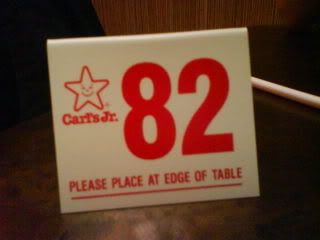 82
Carl's Jr.
PLEASE PLACE AT EDGE OF TABLE